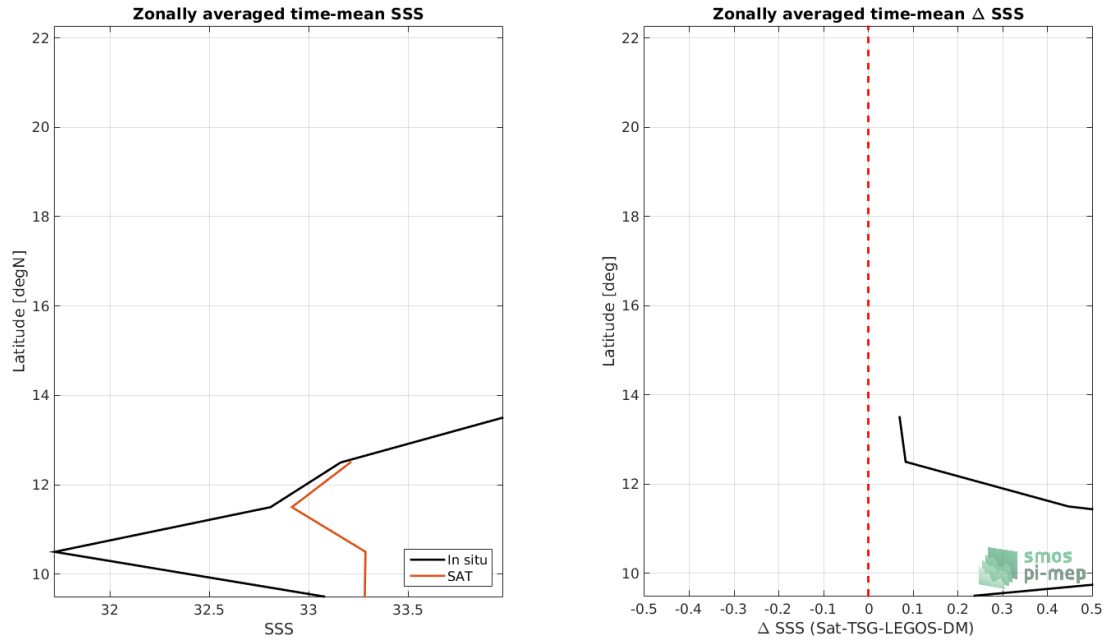 Zonally averaged time-mean SSS
22
20
18
16
14
12
10
Latitude [degN]
32
32.5
33
33.5
SSS
In situ
SAT
Zonally averaged time-mean Δ SSS
22
20
18
16
14
12
10
Latitude [deg]
-0.5
-0.4
-0.3
-0.2
-0.1
0
0.1
0.2
0.3
0.4
0.5
Δ SSS (Sat-TSG-LEGOS-DM)
smos
pi-mep